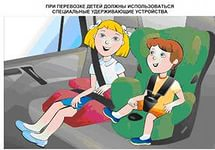 ПРИ ПЕРЕВОЗКЕ ДЕТЕЙ ДОЛЖНЫ ИСПОЛЬЗОВАТЬСЯ
СПЕЦИАЛЬНЫЕ УДЕРЖИВАЮЩИЕ УСТРОЙСТВА